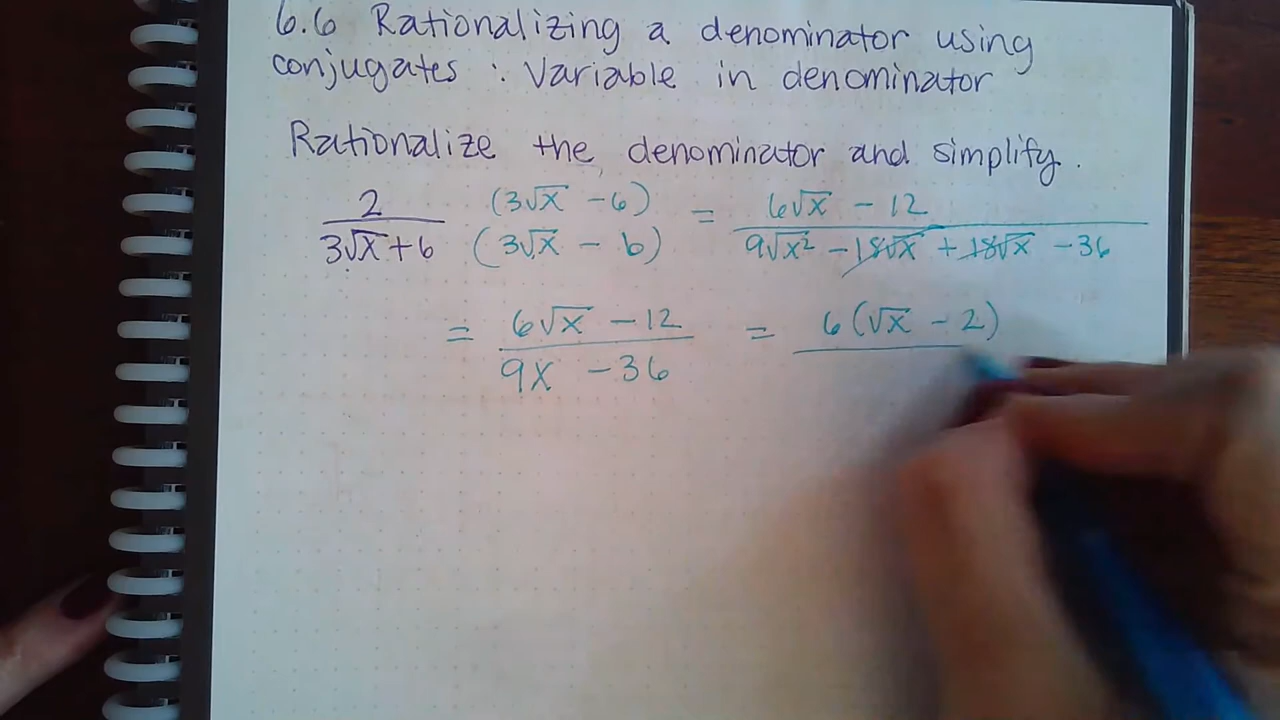 6.6 Rationalizing a denominator using
conjugates : Variable in denominator
Rationalize the denominator and simplify.
2 (3√x - 6) = 6√x - 12
3√x + 6 (3√x - 6) 9√x² - 18√x + 18√x - 36
= 6√x - 12 = 6(√x - 2)
9x - 36